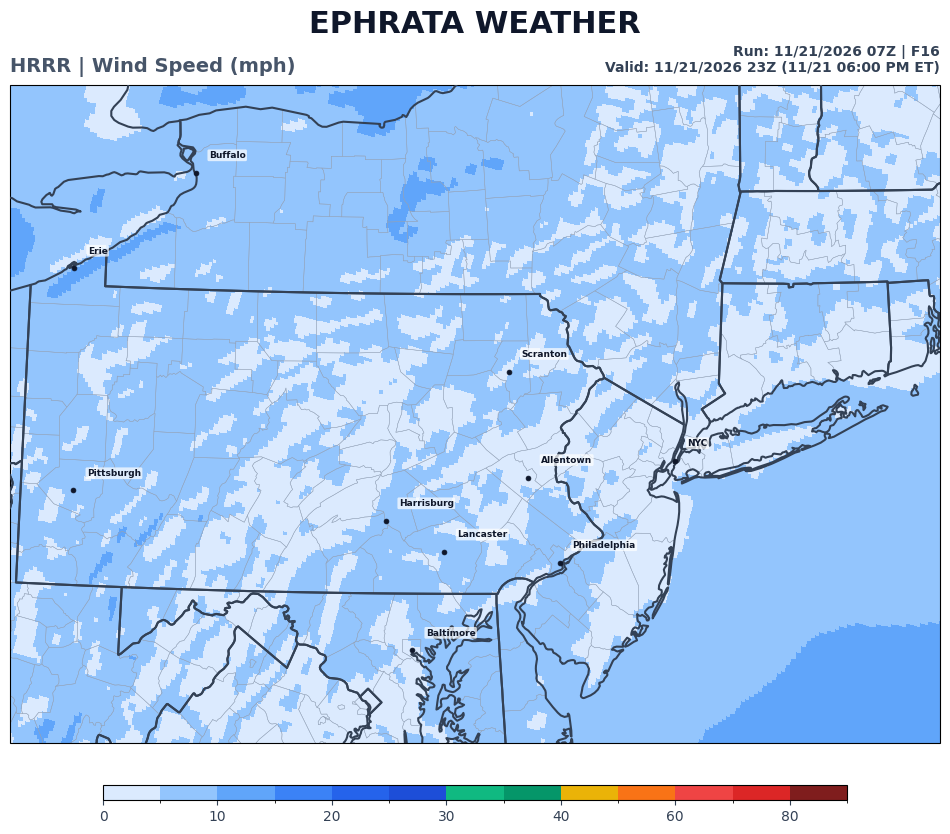 EPHRATA WEATHER
HRRR | Wind Speed (mph)
Run: 11/21/2026 07Z | F16
Valid: 11/21/2026 23Z (11/21 06:00 PM ET)
Buffalo
Erie
Scranton
NYC
Allentown
Pittsburgh
Harrisburg
Lancaster
Philadelphia
Baltimore
0 10 20 30 40 50 60 70 80